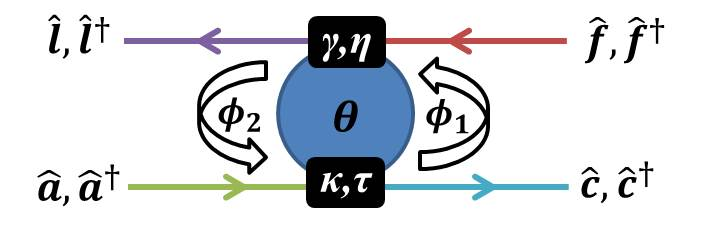 l̂, l̂† γ,η f̂, f̂†
ϕ2 θ ϕ1
â, â† κ,τ ĉ, ĉ†